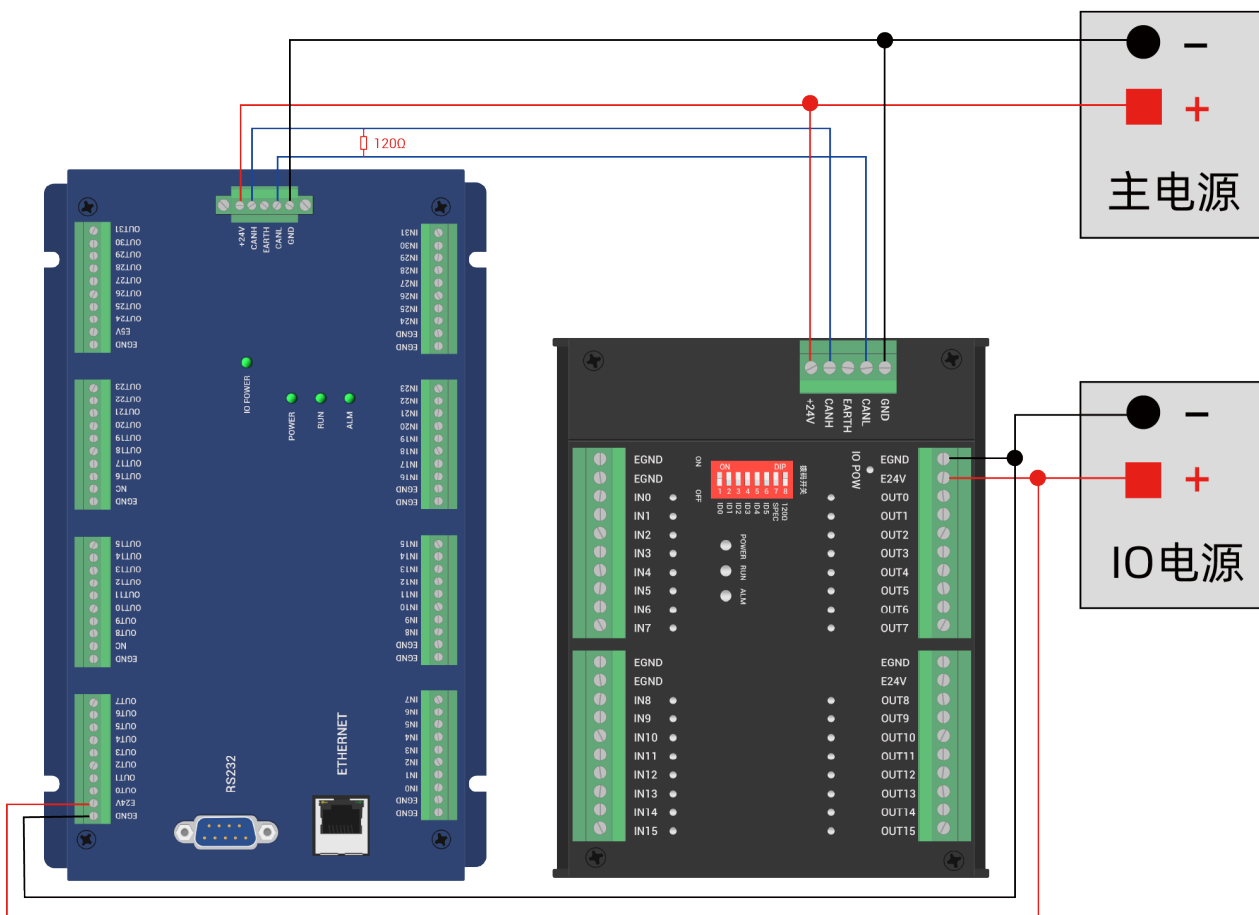 −
+
主电源
120Ω
+24V
CANH
EARTH
CANL
GND
OUT31
OUT30
OUT29
OUT28
OUT27
OUT26
OUT25
OUT24
E5V
EGND
IN31
IN30
IN29
IN28
IN27
IN26
IN25
IN24
EGND
EGND
IO POWER
POWER
RUN
ALM
OUT23
OUT22
OUT21
OUT20
OUT19
OUT18
OUT17
OUT16
NC
EGND
IN23
IN22
IN21
IN20
IN19
IN18
IN17
IN16
EGND
EGND
OUT15
OUT14
OUT13
OUT12
OUT11
OUT10
OUT9
OUT8
NC
EGND
IN15
IN14
IN13
IN12
IN11
IN10
IN9
IN8
EGND
EGND
OUT7
OUT6
OUT5
OUT4
OUT3
OUT2
OUT1
OUT0
E24V
EGND
IN7
IN6
IN5
IN4
IN3
IN2
IN1
IN0
EGND
EGND
RS232
ETHERNET
+24V
CANH
EARTH
CANL
GND
EGND
EGND
IN0
IN1
IN2
IN3
IN4
IN5
IN6
IN7
ON
OFF
ON DIP
1 2 3 4 5 6 7 8
ID0
ID1
ID2
ID3
ID4
ID5
SPEC
120Ω
拨码开关
IO POW
POWER
RUN
ALM
EGND
E24V
OUT0
OUT1
OUT2
OUT3
OUT4
OUT5
OUT6
OUT7
EGND
EGND
IN8
IN9
IN10
IN11
IN12
IN13
IN14
IN15
EGND
E24V
OUT8
OUT9
OUT10
OUT11
OUT12
OUT13
OUT14
OUT15
−
+
IO电源